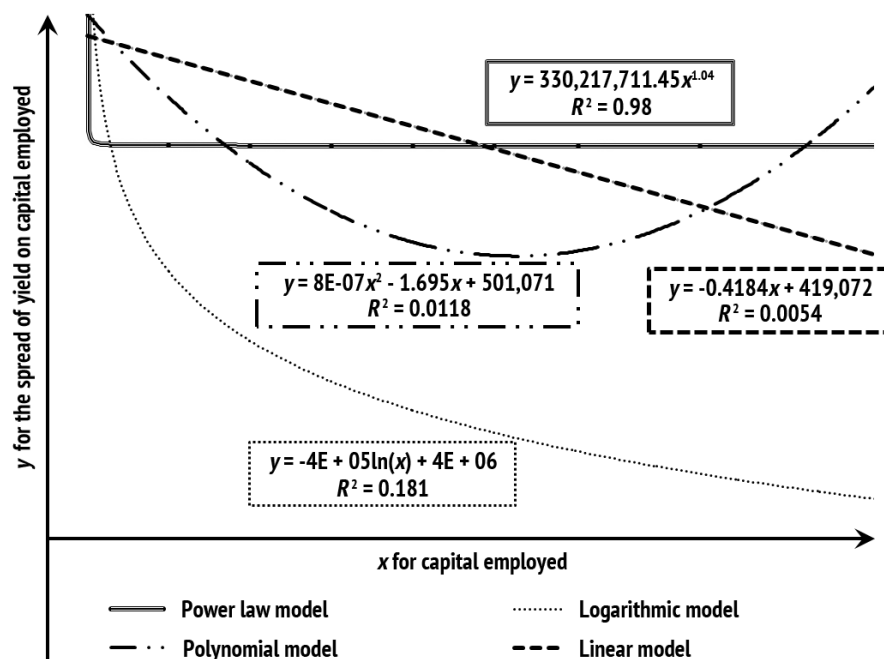 y for the spread of yield on capital employed
y = 330,217,711.45x^1.04
R² = 0.98
y = 8E-07x² - 1.695x + 501,071
R² = 0.0118
y = -0.4184x + 419,072
R² = 0.0054
y = -4E + 05ln(x) + 4E + 06
R² = 0.181
x for capital employed
Power law model
Logarithmic model
Polynomial model
Linear model